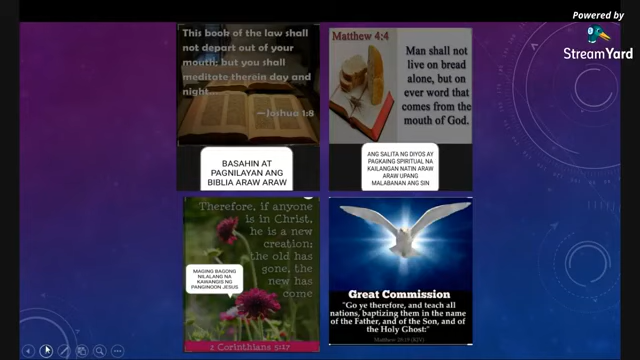 Powered by
StreamYard
This book of the law shall
not depart out of your
mouth; but you shall
meditate therein day and
night...
—Joshua 1:8
BASAHIN AT
PAGNILAYAN ANG
BIBLIA ARAW ARAW
Matthew 4:4
Man shall not
live on bread
alone, but on
ever word that
comes from the
mouth of God.
ANG SALITA NG DIYOS AY
PAGKAING SPIRITUAL NA
KAILANGAN NATIN ARAW
ARAW UPANG
MALABANAN ANG SIN
Therefore, if anyone
is in Christ,
he is a new
creation;
the old has
gone, the
new has
come
MAGING BAGONG
NILALANG NA
KAWANGIS NG
PANGINOON JESUS
2 Corinthians 5:17
Great Commission
"Go ye therefore, and teach all
nations, baptizing them in the name
of the Father, and of the Son, and of
the Holy Ghost:"
Matthew 28:19 (KJV)